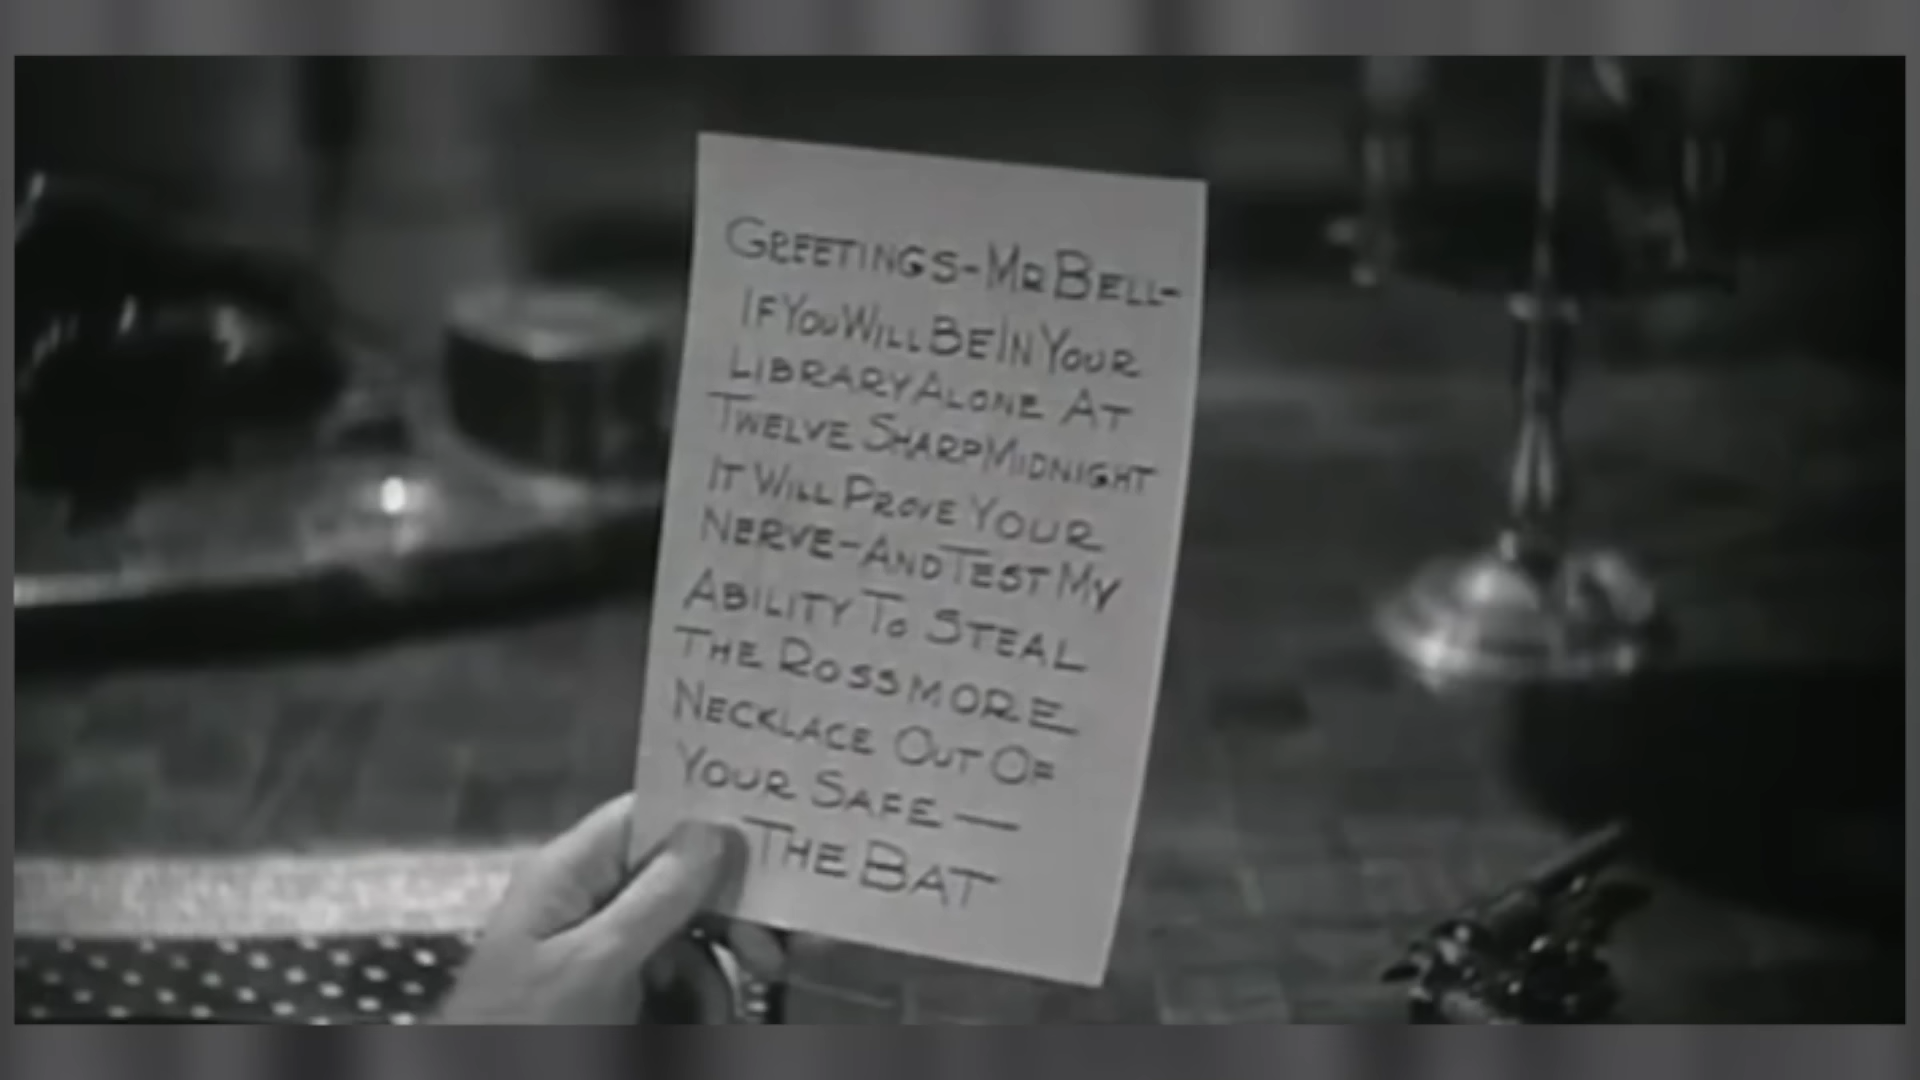 GREETINGS-MR BELL-
IF YOU WILL BE IN YOUR
LIBRARY ALONE AT
TWELVE SHARP MIDNIGHT
IT WILL PROVE YOUR
NERVE-AND TEST MY
ABILITY TO STEAL
THE ROSSMORE
NECKLACE OUT OF
YOUR SAFE —
THE BAT